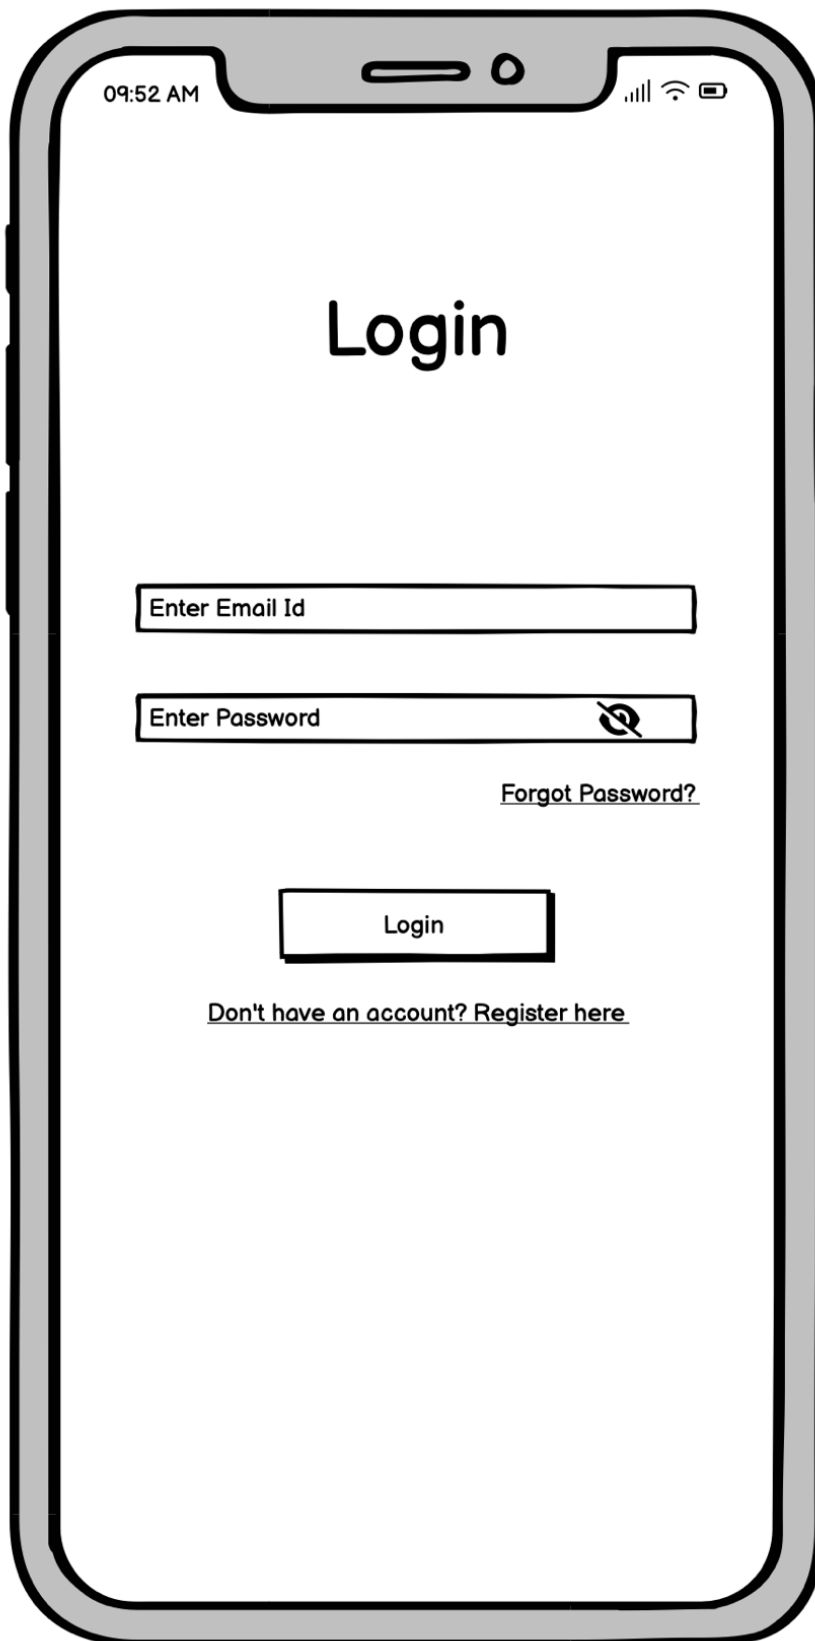 09:52 AM
Login
Enter Email Id
Enter Password
Forgot Password?
Login
Don't have an account? Register here